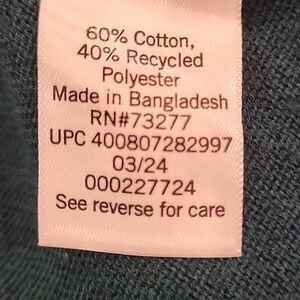 60% Cotton,
40% Recycled
Polyester
Made in Bangladesh
RN#73277
UPC 400807282997
03/24
000227724
See reverse for care